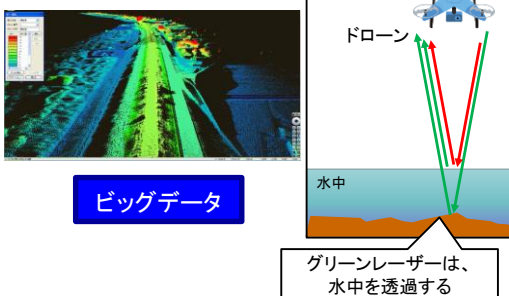 ドローン
水中
ビッグデータ
グリーンレーザーは、
水中を透過する